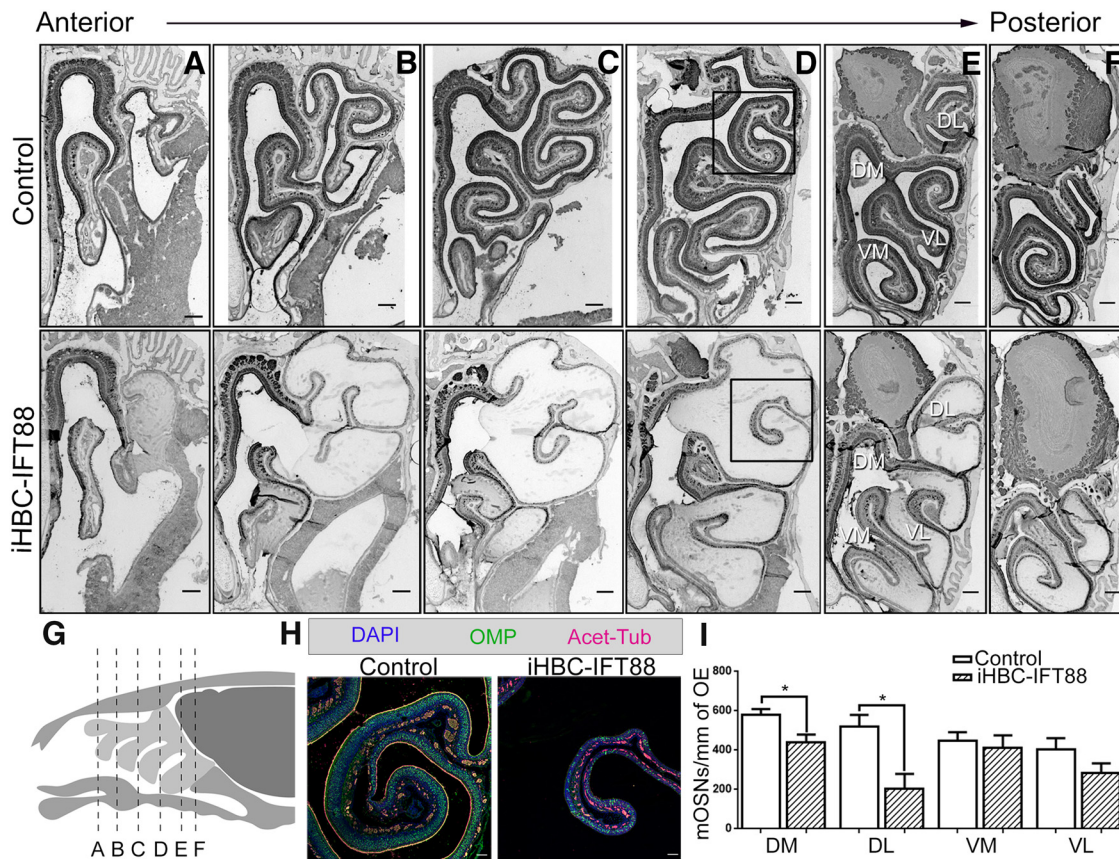 Anterior Posterior
A B C D E F
Control
DL
DM
VL
VM
iHBC-IFT88
DL
DM
VM
VL
G
A B C D E F
H
DAPI OMP Acet-Tub
Control iHBC-IFT88
I
Control
iHBC-IFT88
mOSNs/mm of OE
800
600
400
200
0
* *
DM DL VM VL